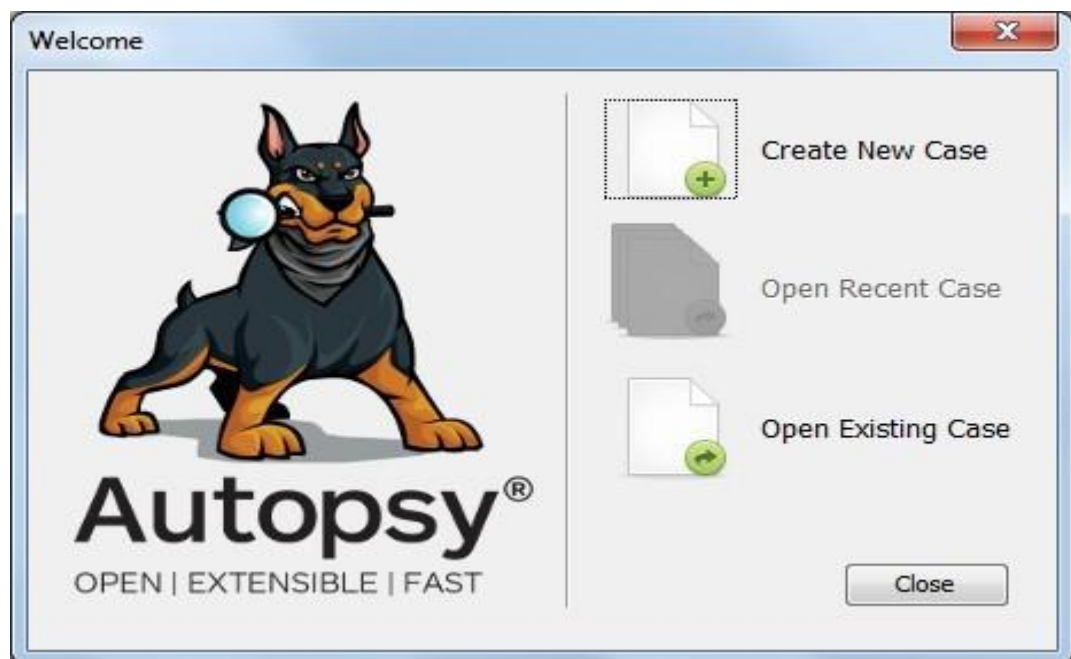 Welcome
Create New Case
Open Recent Case
Open Existing Case
Autopsy®
OPEN | EXTENSIBLE | FAST
Close